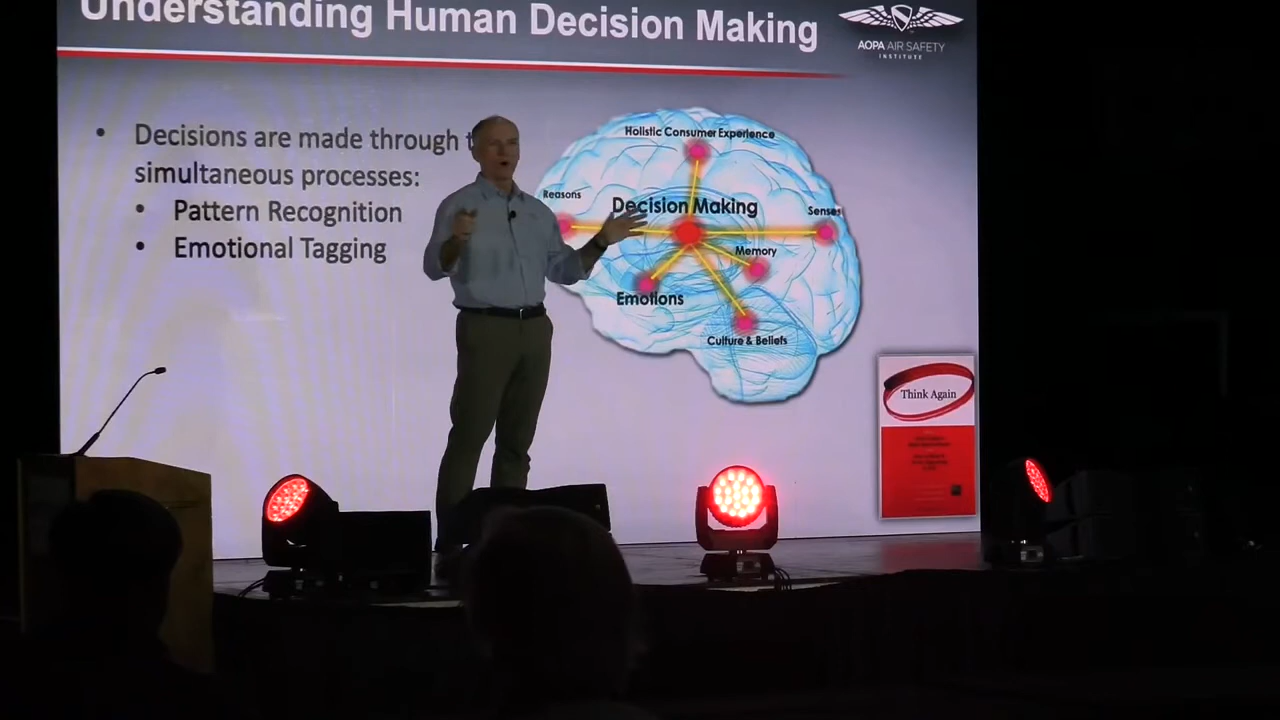 Understanding Human Decision Making
AOPA AIR SAFETY
INSTITUTE
• Decisions are made through t
simultaneous processes:
• Pattern Recognition
• Emotional Tagging
Holistic Consumer Experience
Reasons
Decision Making
Senses
Memory
Emotions
Culture & Beliefs
Think Again